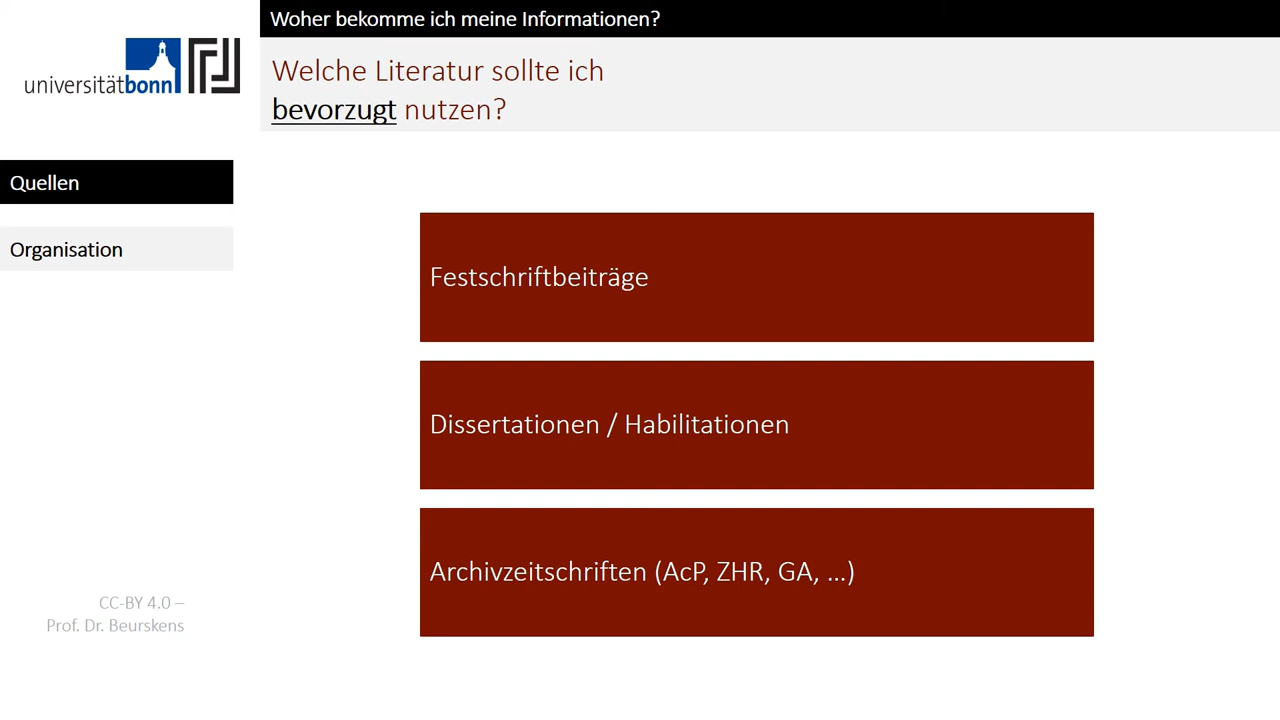 Woher bekomme ich meine Informationen?
universitätbonn
Welche Literatur sollte ich
bevorzugt nutzen?
Quellen
Organisation
Festschriftbeiträge
Dissertationen / Habilitationen
Archivzeitschriften (AcP, ZHR, GA, ...)
CC-BY 4.0 –
Prof. Dr. Beurskens